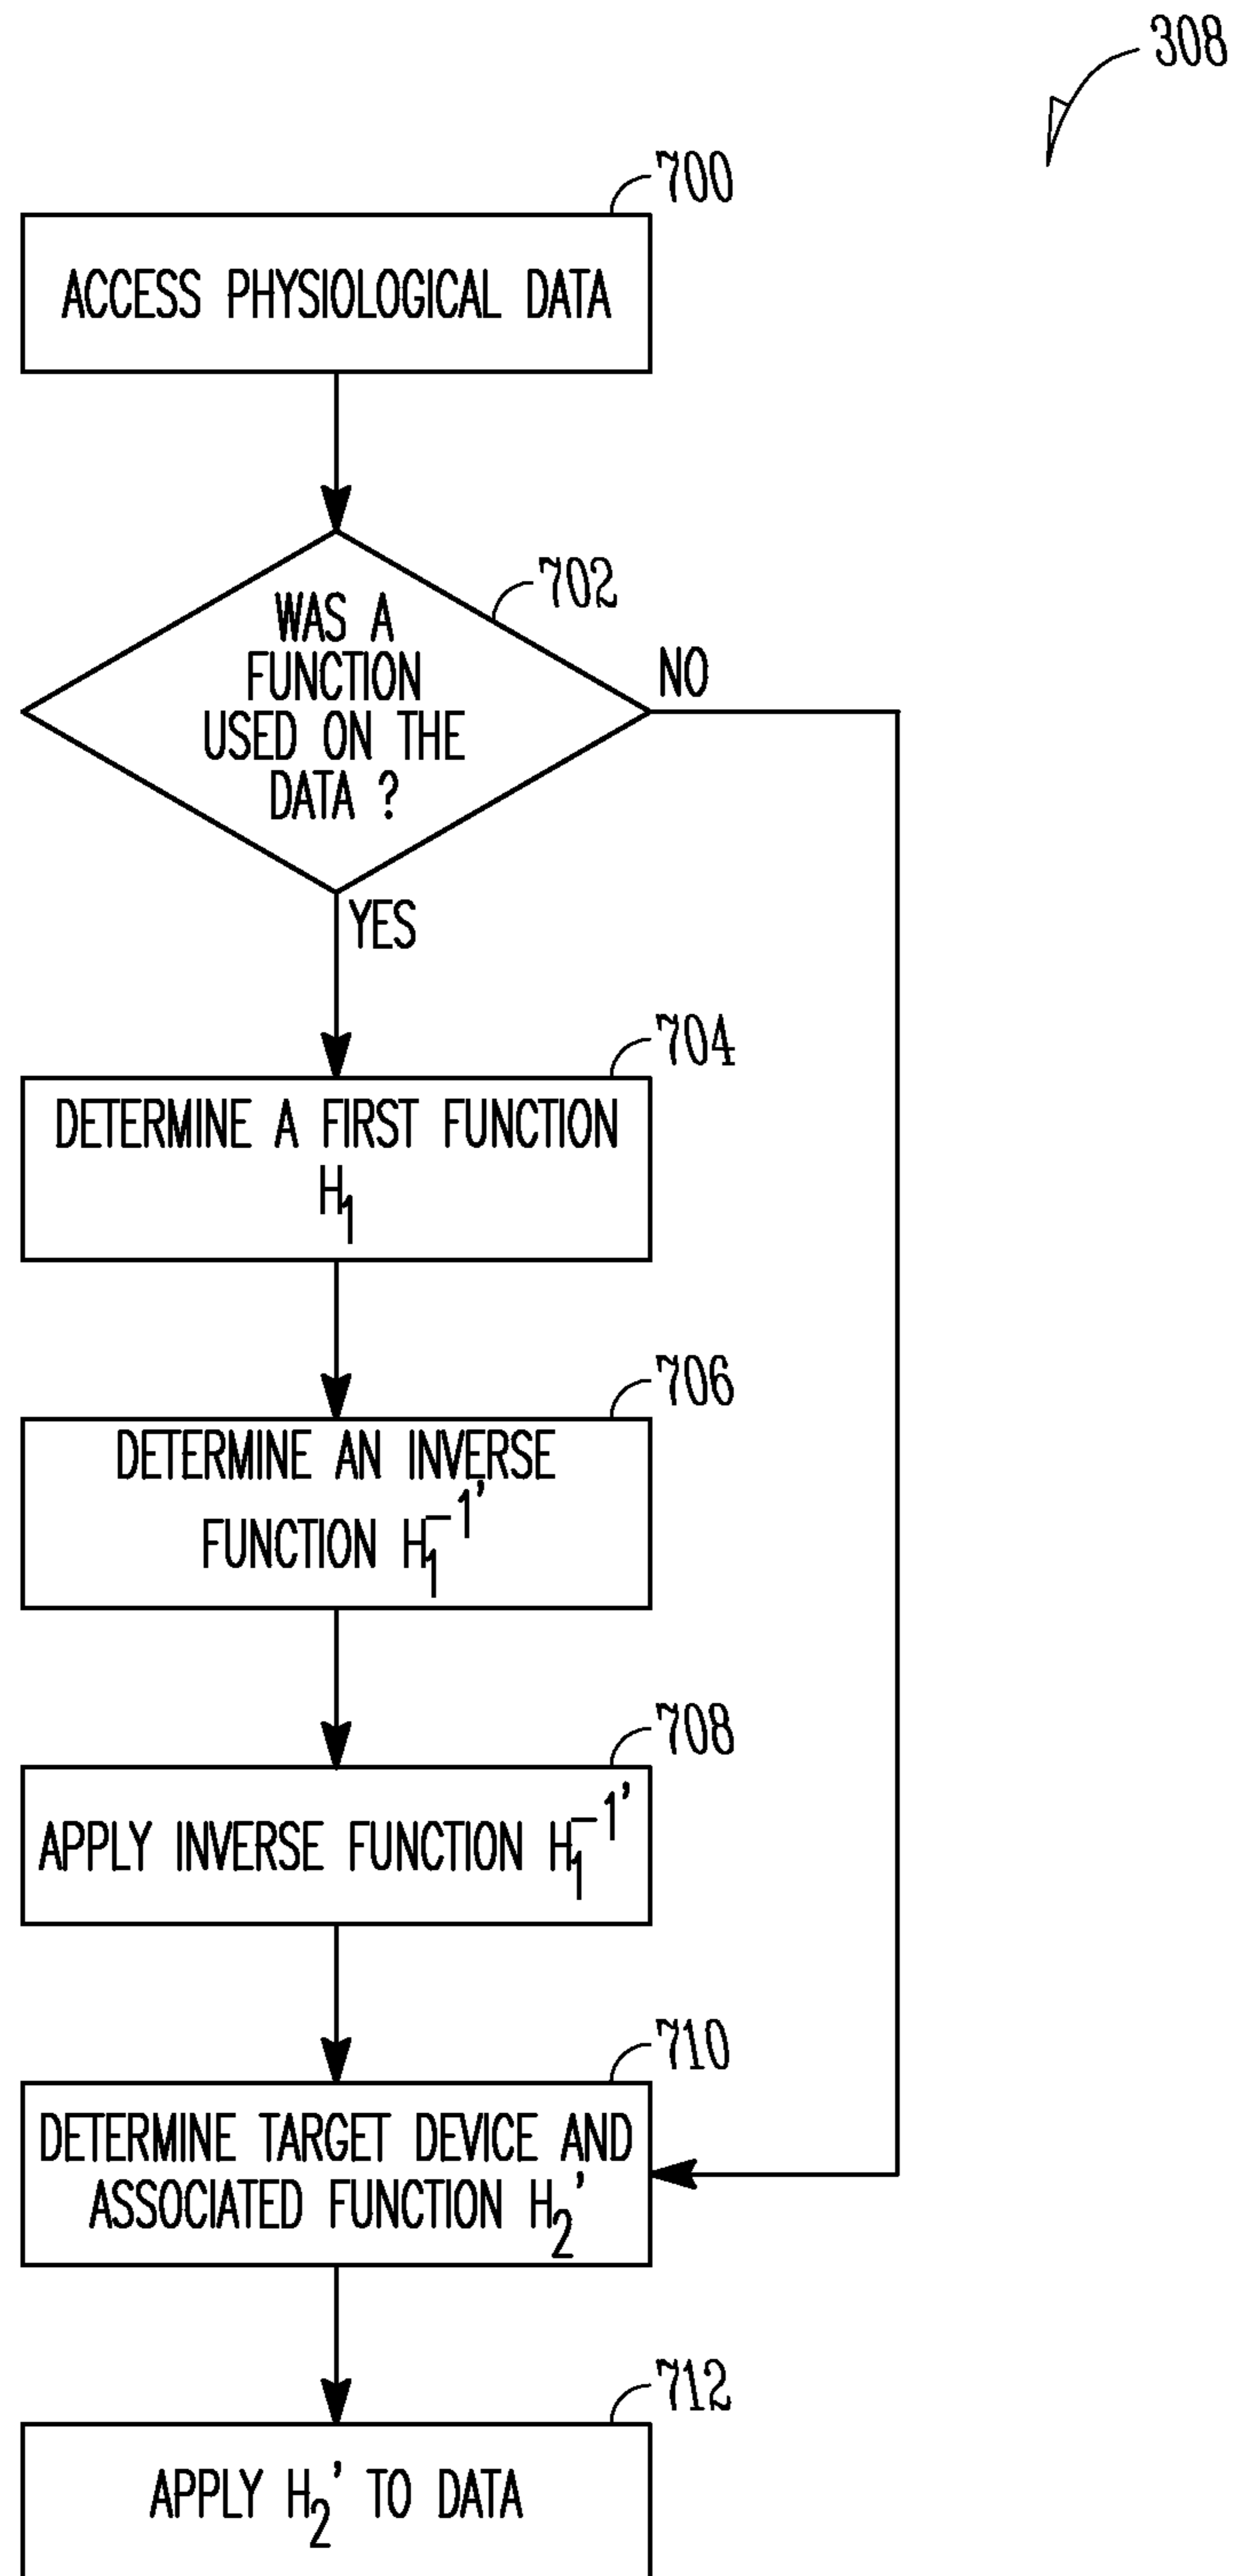 308
700
ACCESS PHYSIOLOGICAL DATA
702
WAS A
FUNCTION
USED ON THE
DATA ?
NO
YES
704
DETERMINE A FIRST FUNCTION
H₁
706
DETERMINE AN INVERSE
FUNCTION H₁⁻¹'
708
APPLY INVERSE FUNCTION H₁⁻¹'
710
DETERMINE TARGET DEVICE AND
ASSOCIATED FUNCTION H₂'
712
APPLY H₂' TO DATA